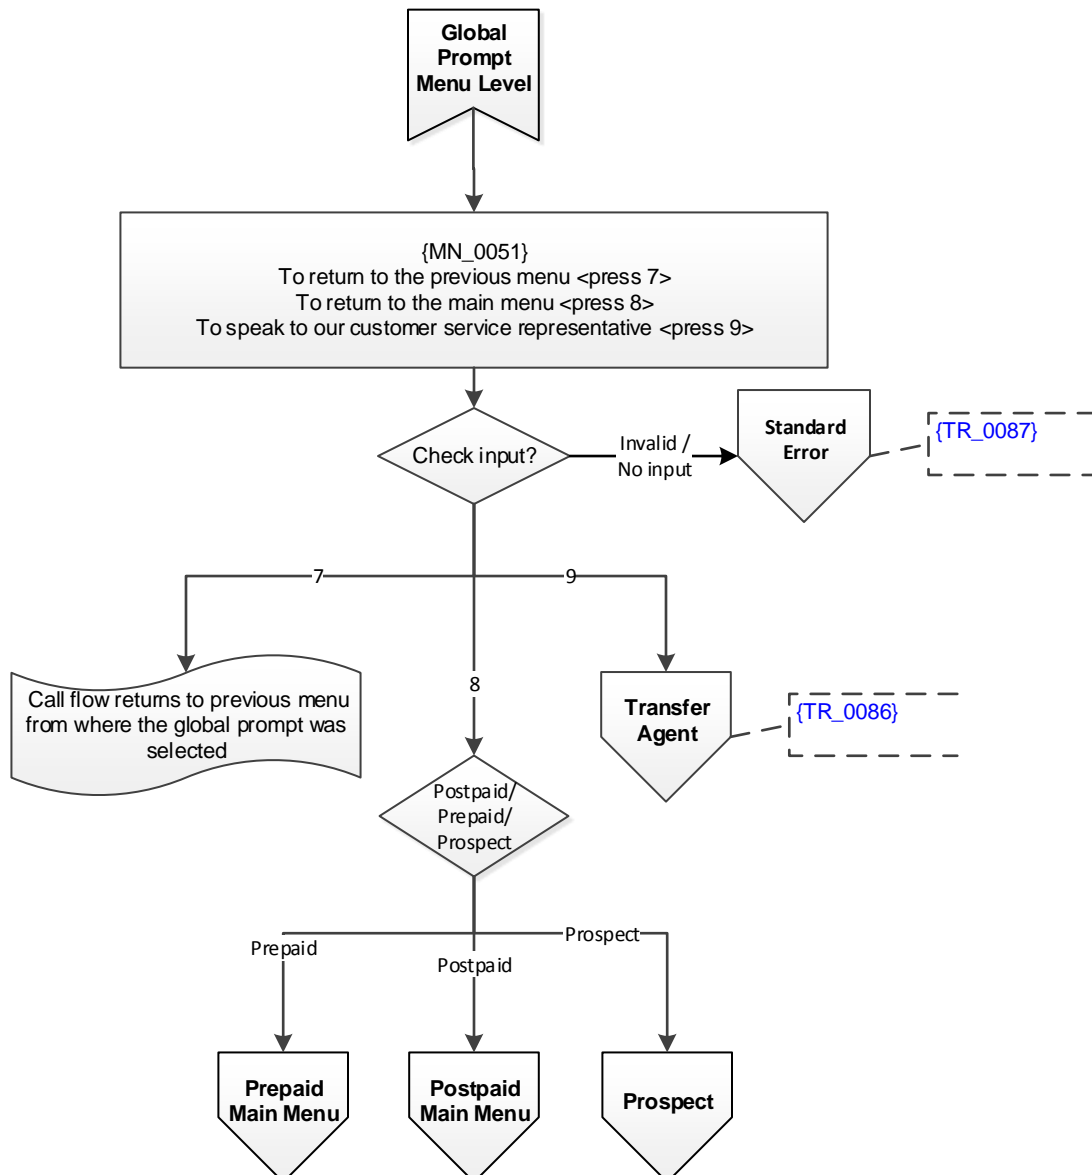 Global
Prompt
Menu Level
{MN_0051}
To return to the previous menu <press 7>
To return to the main menu <press 8>
To speak to our customer service representative <press 9>
Check input?
Invalid /
No input
Standard
Error
{TR_0087}
7
9
8
Call flow returns to previous menu
from where the global prompt was
selected
Transfer
Agent
{TR_0086}
Postpaid/
Prepaid/
Prospect
Prepaid
Postpaid
Prospect
Prepaid
Main Menu
Postpaid
Main Menu
Prospect